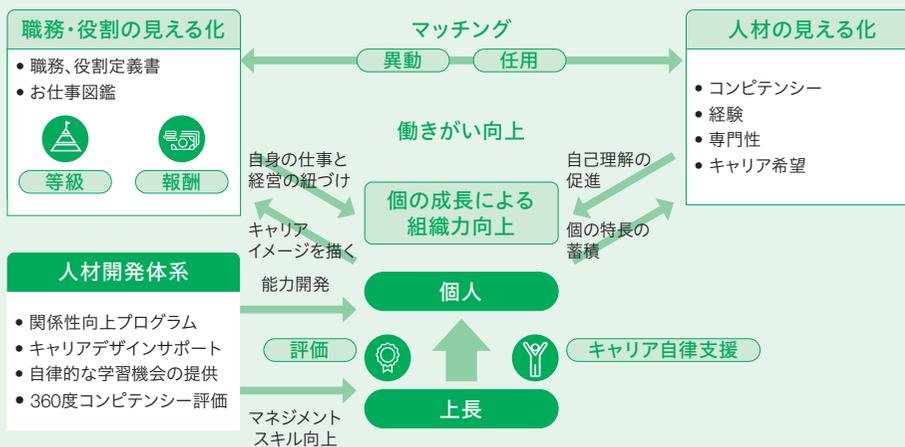 職務・役割の見える化
• 職務、役割定義書
• お仕事図鑑
等級
報酬
マッチング
異動
任用
人材の見える化
• コンピテンシー
• 経験
• 専門性
• キャリア希望
働きがい向上
自身の仕事と
経営の紐づけ
キャリア
イメージを描く
個の成長による
組織力向上
自己理解の
促進
個の特長の
蓄積
人材開発体系
• 関係性向上プログラム
• キャリアデザインサポート
• 自律的な学習機会の提供
• 360度コンピテンシー評価
能力開発
個人
評価
キャリア自律支援
マネジメント
スキル向上
上長